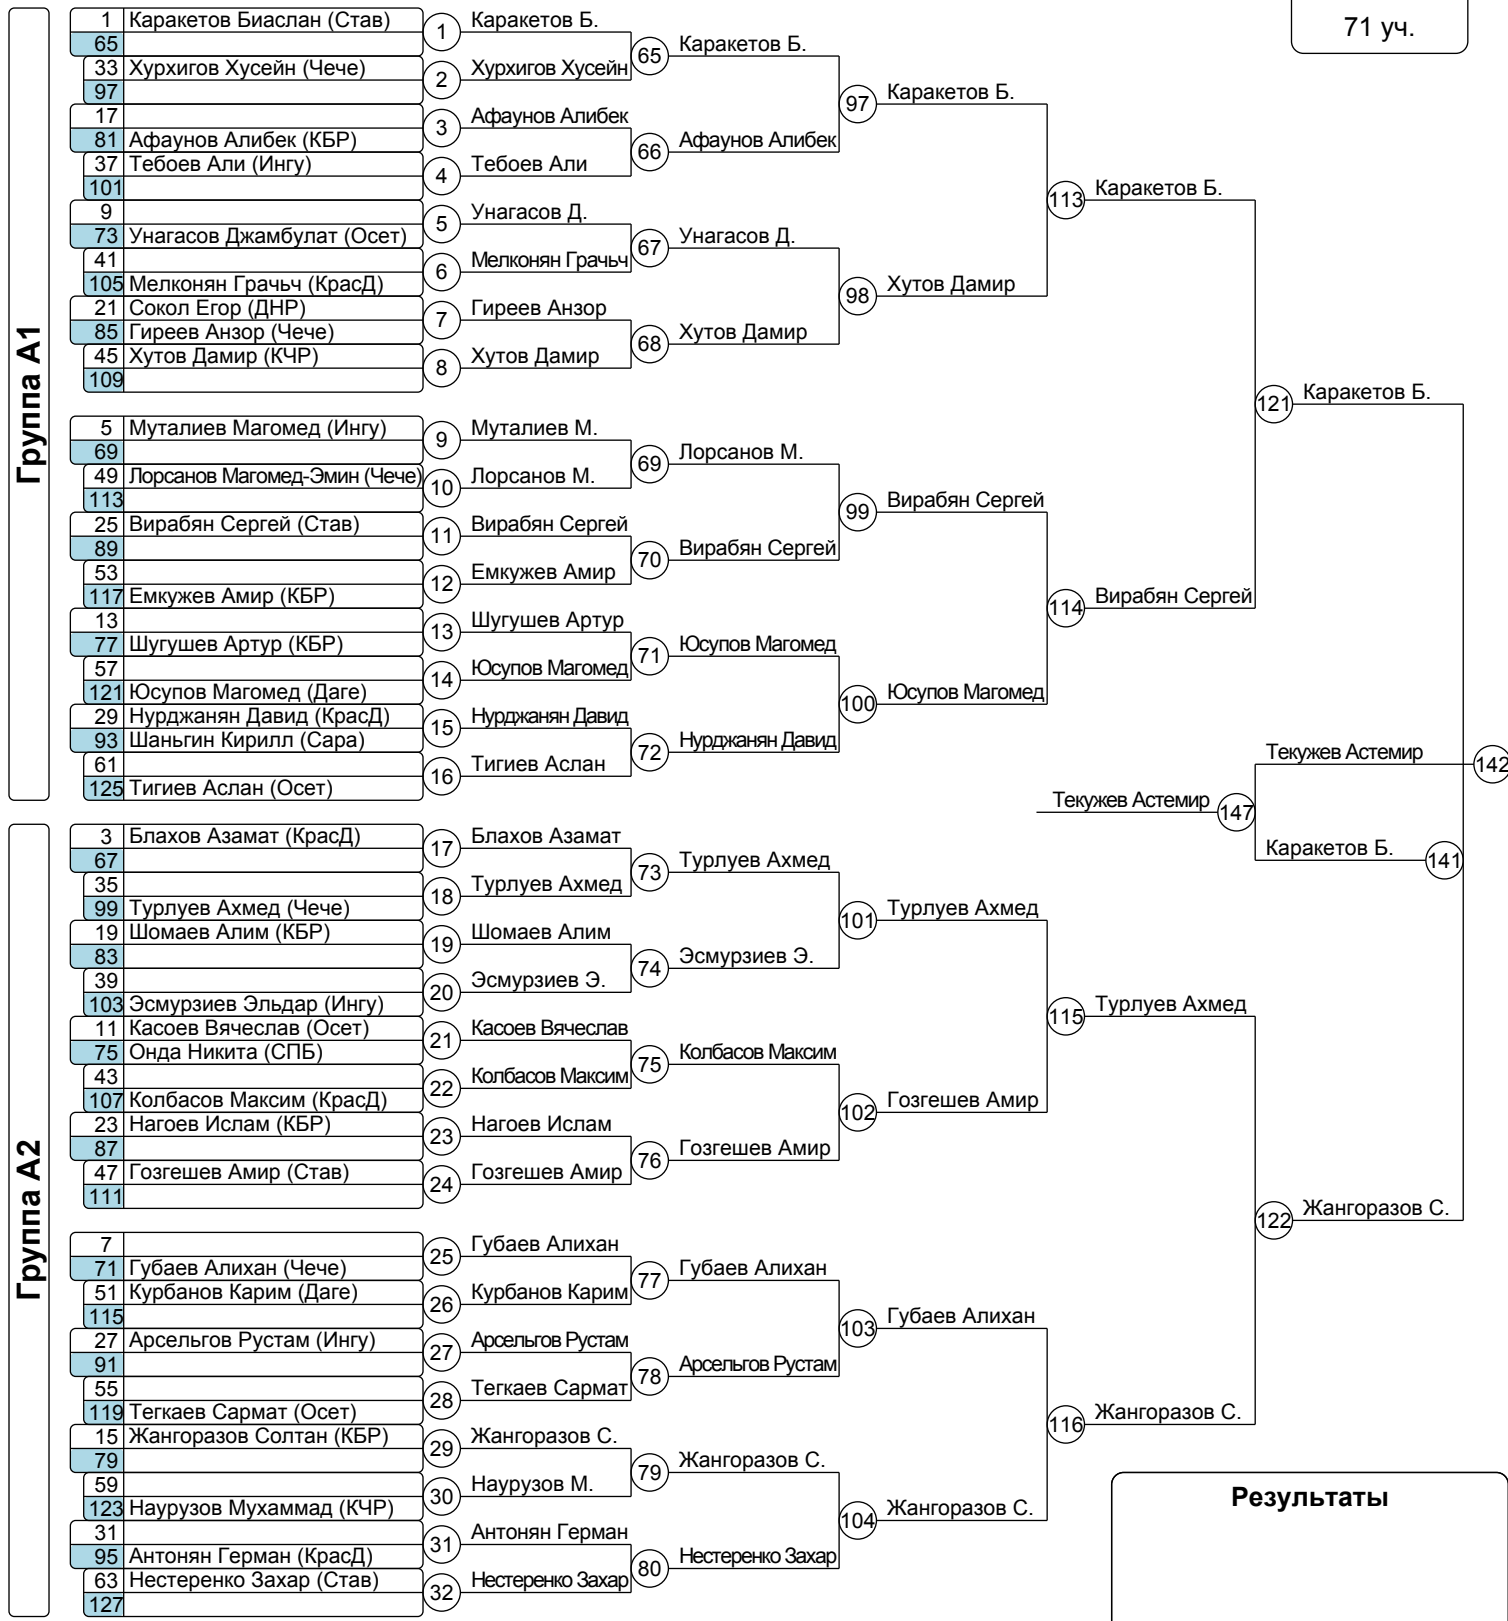 71 уч.
Группа А1
1 Каракетов Биаслан (Став)
65
33 Хурхигов Хусейн (Чече)
97
17
81 Афаунов Алибек (КБР)
37 Тебоев Али (Ингу)
101
9
73 Унагасов Джамбулат (Осет)
41
105 Мелконян Грачьч (КрасД)
21 Сокол Егор (ДНР)
85 Гиреев Анзор (Чече)
45 Хутов Дамир (КЧР)
109
5 Муталиев Магомед (Ингу)
69
49 Лорсанов Магомед-Эмин (Чече)
113
25 Вирабян Сергей (Став)
89
53
117 Емкужев Амир (КБР)
13
77 Шугушев Артур (КБР)
57
121 Юсупов Магомед (Даге)
29 Нурджанян Давид (КрасД)
93 Шаньгин Кирилл (Сара)
61
125 Тигиев Аслан (Осет)
Группа А2
3 Блахов Азамат (КрасД)
67
35
99 Турлуев Ахмед (Чече)
19 Шомаев Алим (КБР)
83
39
103 Эсмурзиев Эльдар (Ингу)
11 Касоев Вячеслав (Осет)
75 Онда Никита (СПБ)
43
107 Колбасов Максим (КрасД)
23 Нагоев Ислам (КБР)
87
47 Гозгешев Амир (Став)
111
7
71 Губаев Алихан (Чече)
51 Курбанов Карим (Даге)
115
27 Арсельгов Рустам (Ингу)
91
55
119 Тегкаев Сармат (Осет)
15 Жангоразов Солтан (КБР)
79
59
123 Наурузов Мухаммад (КЧР)
31
95 Антонян Герман (КрасД)
63 Нестеренко Захар (Став)
127
1 Каракетов Б.
2 Хурхигов Хусейн
3 Афаунов Алибек
4 Тебоев Али
5 Унагасов Д.
6 Мелконян Грачьч
7 Гиреев Анзор
8 Хутов Дамир
9 Муталиев М.
10 Лорсанов М.
11 Вирабян Сергей
12 Емкужев Амир
13 Шугушев Артур
14 Юсупов Магомед
15 Нурджанян Давид
16 Тигиев Аслан
17 Блахов Азамат
18 Турлуев Ахмед
19 Шомаев Алим
20 Эсмурзиев Э.
21 Касоев Вячеслав
22 Колбасов Максим
23 Нагоев Ислам
24 Гозгешев Амир
25 Губаев Алихан
26 Курбанов Карим
27 Арсельгов Рустам
28 Тегкаев Сармат
29 Жангоразов С.
30 Наурузов М.
31 Антонян Герман
32 Нестеренко Захар
65 Каракетов Б.
66 Афаунов Алибек
67 Унагасов Д.
68 Хутов Дамир
69 Лорсанов М.
70 Вирабян Сергей
71 Юсупов Магомед
72 Нурджанян Давид
73 Турлуев Ахмед
74 Эсмурзиев Э.
75 Колбасов Максим
76 Гозгешев Амир
77 Губаев Алихан
78 Арсельгов Рустам
79 Жангоразов С.
80 Нестеренко Захар
97 Каракетов Б.
98 Хутов Дамир
99 Вирабян Сергей
100 Юсупов Магомед
101 Турлуев Ахмед
102 Гозгешев Амир
103 Губаев Алихан
104 Жангоразов С.
113 Каракетов Б.
114 Вирабян Сергей
115 Турлуев Ахмед
116 Жангоразов С.
121 Каракетов Б.
122 Жангоразов С.
Текужев Астемир 147
Текужев Астемир 142
Каракетов Б. 141
Результаты